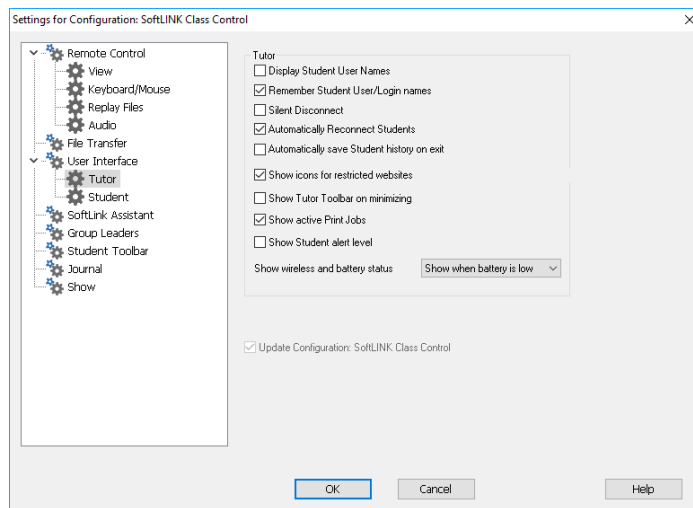 Settings for Configuration: SoftLINK Class Control
Remote Control
View
Keyboard/Mouse
Replay Files
Audio
File Transfer
User Interface
Tutor
Student
SoftLink Assistant
Group Leaders
Student Toolbar
Journal
Show
Tutor
Display Student User Names
Remember Student User/Login names
Silent Disconnect
Automatically Reconnect Students
Automatically save Student history on exit
Show icons for restricted websites
Show Tutor Toolbar on minimizing
Show active Print Jobs
Show Student alert level
Show wireless and battery status Show when battery is low
Update Configuration: SoftLINK Class Control
OK Cancel Help